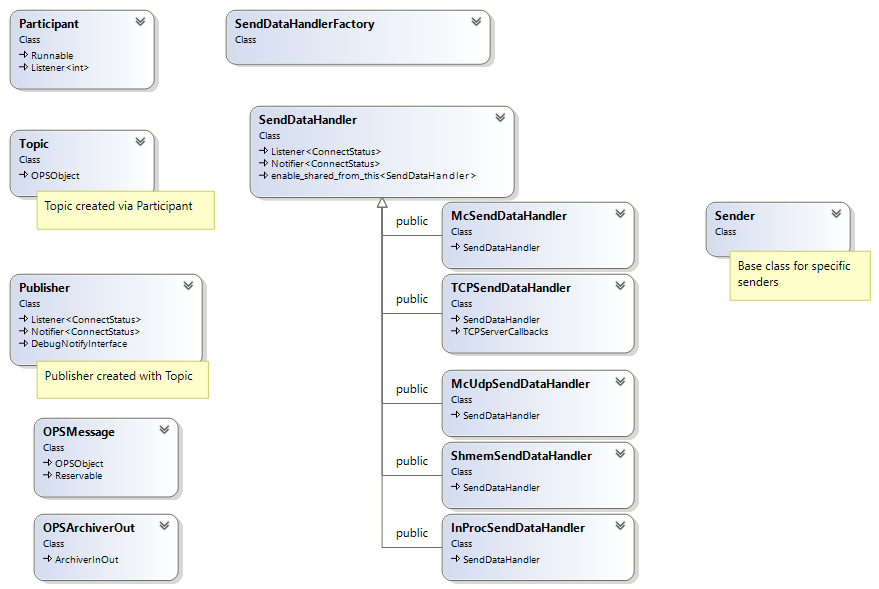 Participant
Class
Runnable
Listener<int>
SendDataHandlerFactory
Class
SendDataHandler
Class
Listener<ConnectStatus>
Notifier<ConnectStatus>
enable_shared_from_this<SendDataHandler>
Topic
Class
OPSObject
Topic created via Participant
Publisher
Class
Listener<ConnectStatus>
Notifier<ConnectStatus>
DebugNotifyInterface
Publisher created with Topic
OPSMessage
Class
OPSObject
Reservable
OPSArchiverOut
Class
ArchiverInOut
public
McSendDataHandler
Class
SendDataHandler
public
TCPSendDataHandler
Class
SendDataHandler
TCPServerCallbacks
public
McUdpSendDataHandler
Class
SendDataHandler
public
ShmemSendDataHandler
Class
SendDataHandler
public
InProcSendDataHandler
Class
SendDataHandler
Sender
Class
Base class for specific
senders